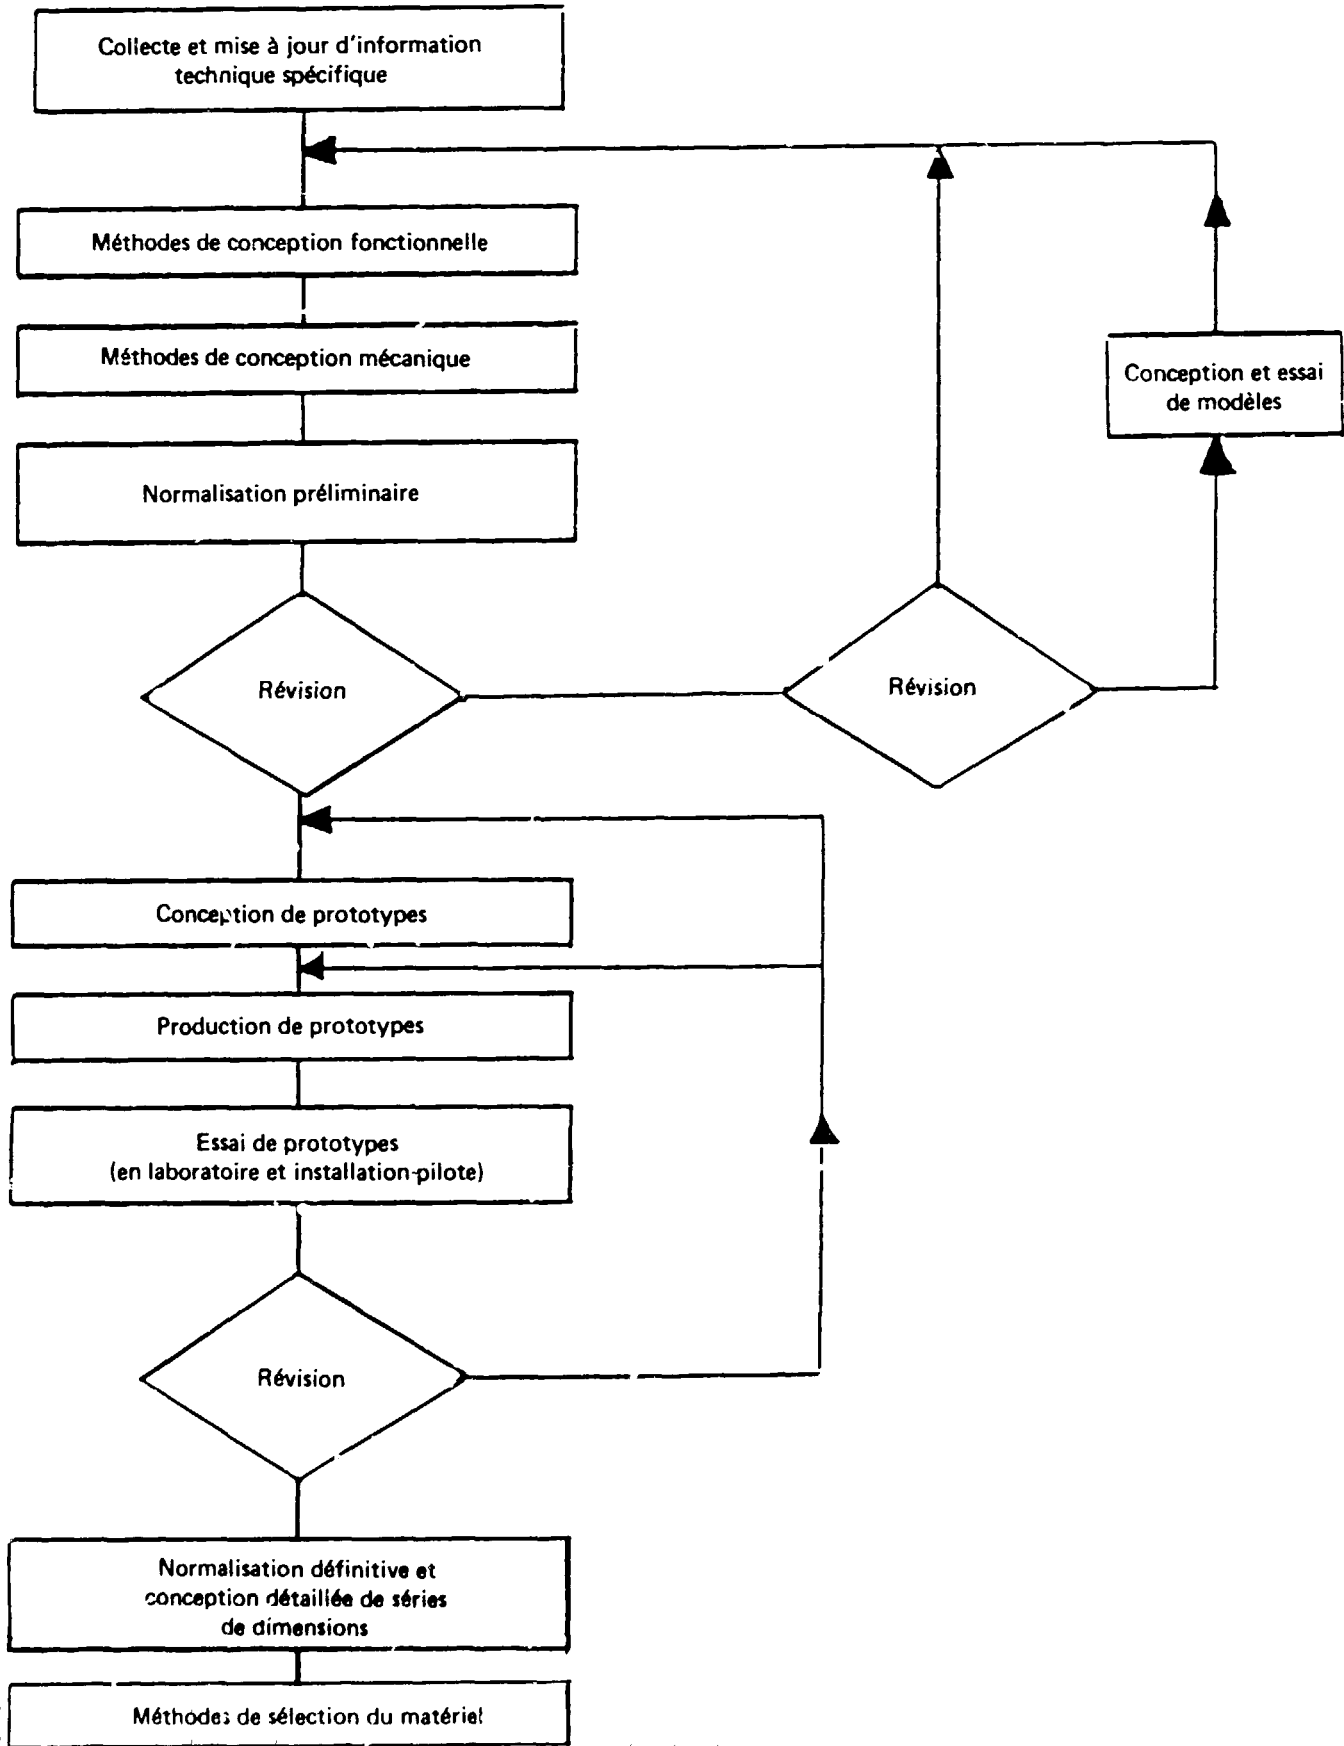 Collecte et mise à jour d'information
technique spécifique
Méthodes de conception fonctionnelle
Méthodes de conception mécanique
Conception et essai
de modèles
Normalisation préliminaire
Révision
Révision
Conception de prototypes
Production de prototypes
Essai de prototypes
(en laboratoire et installation-pilote)
Révision
Normalisation définitive et
conception détaillée de séries
de dimensions
Méthodes de sélection du matériel